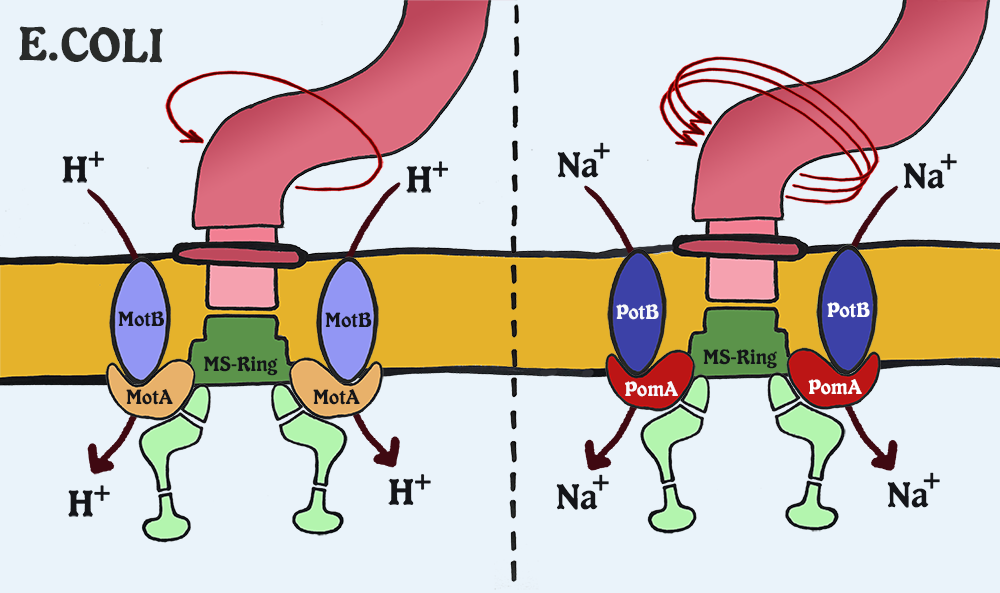 E.COLI
H⁺
H⁺
MotB
MotB
MS-Ring
MotA
MotA
H⁺
H⁺
Na⁺
Na⁺
PotB
PotB
MS-Ring
PomA
PomA
Na⁺
Na⁺